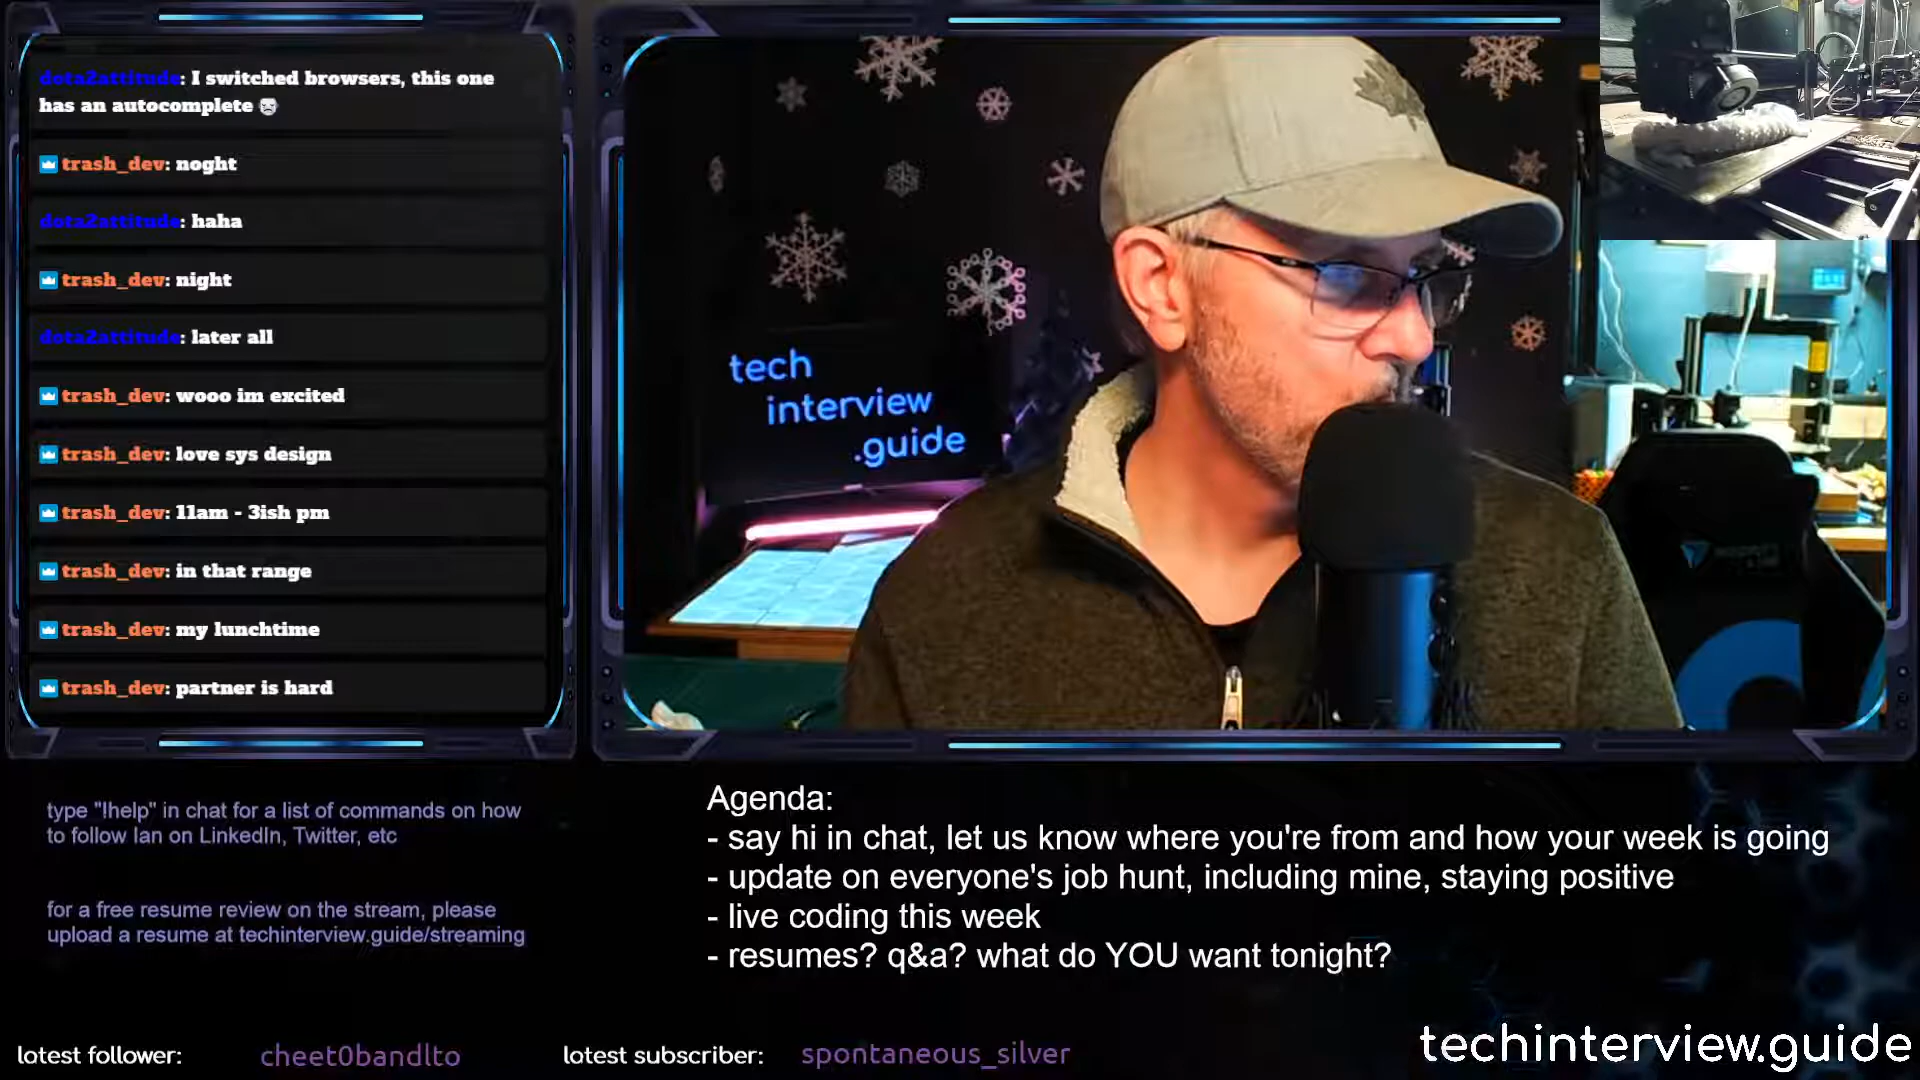 dota2attitude: I switched browsers, this one
has an autocomplete
trash_dev: noght
dota2attitude: haha
trash_dev: night
dota2attitude: later all
trash_dev: wooo im excited
trash_dev: love sys design
trash_dev: 11am - 3ish pm
trash_dev: in that range
trash_dev: my lunchtime
trash_dev: partner is hard
tech
interview
.guide
type "!help" in chat for a list of commands on how
to follow Ian on LinkedIn, Twitter, etc
for a free resume review on the stream, please
upload a resume at techinterview.guide/streaming
Agenda:
- say hi in chat, let us know where you're from and how your week is going
- update on everyone's job hunt, including mine, staying positive
- live coding this week
- resumes? q&a? what do YOU want tonight?
latest follower: cheet0bandlto
latest subscriber: spontaneous_silver
techinterview.guide